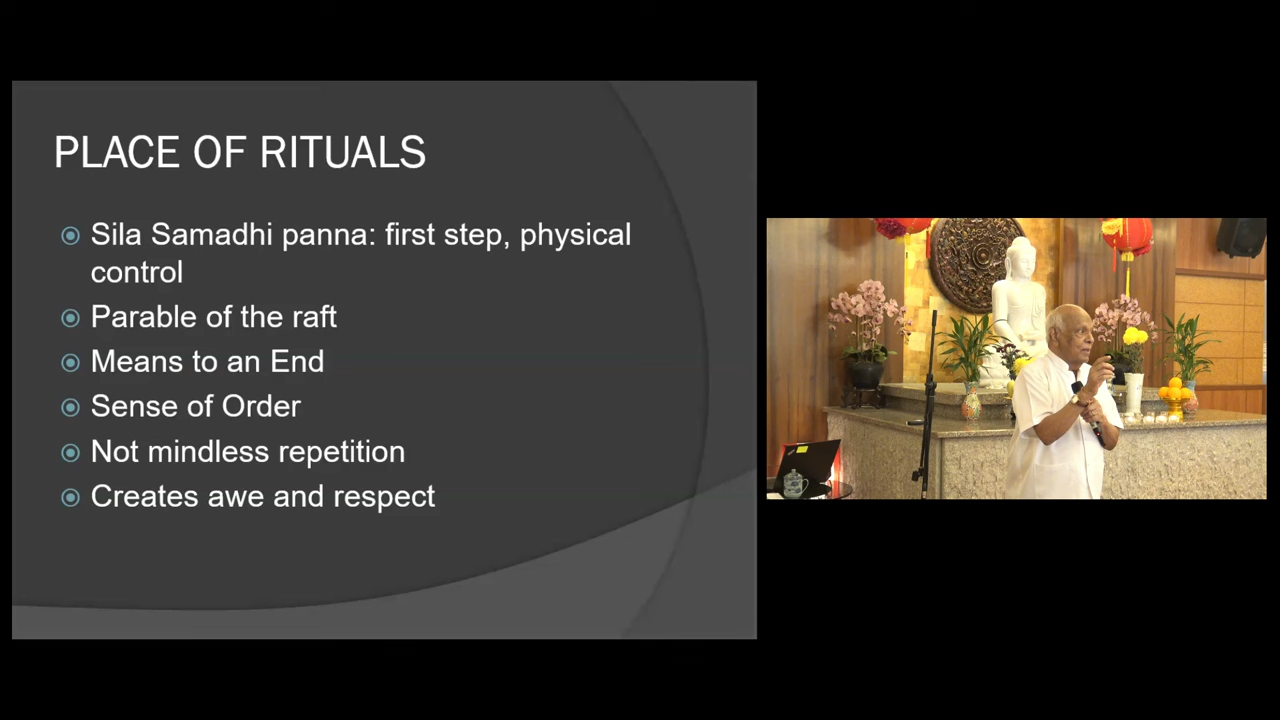 PLACE OF RITUALS
Sila Samadhi panna: first step, physical
control
Parable of the raft
Means to an End
Sense of Order
Not mindless repetition
Creates awe and respect